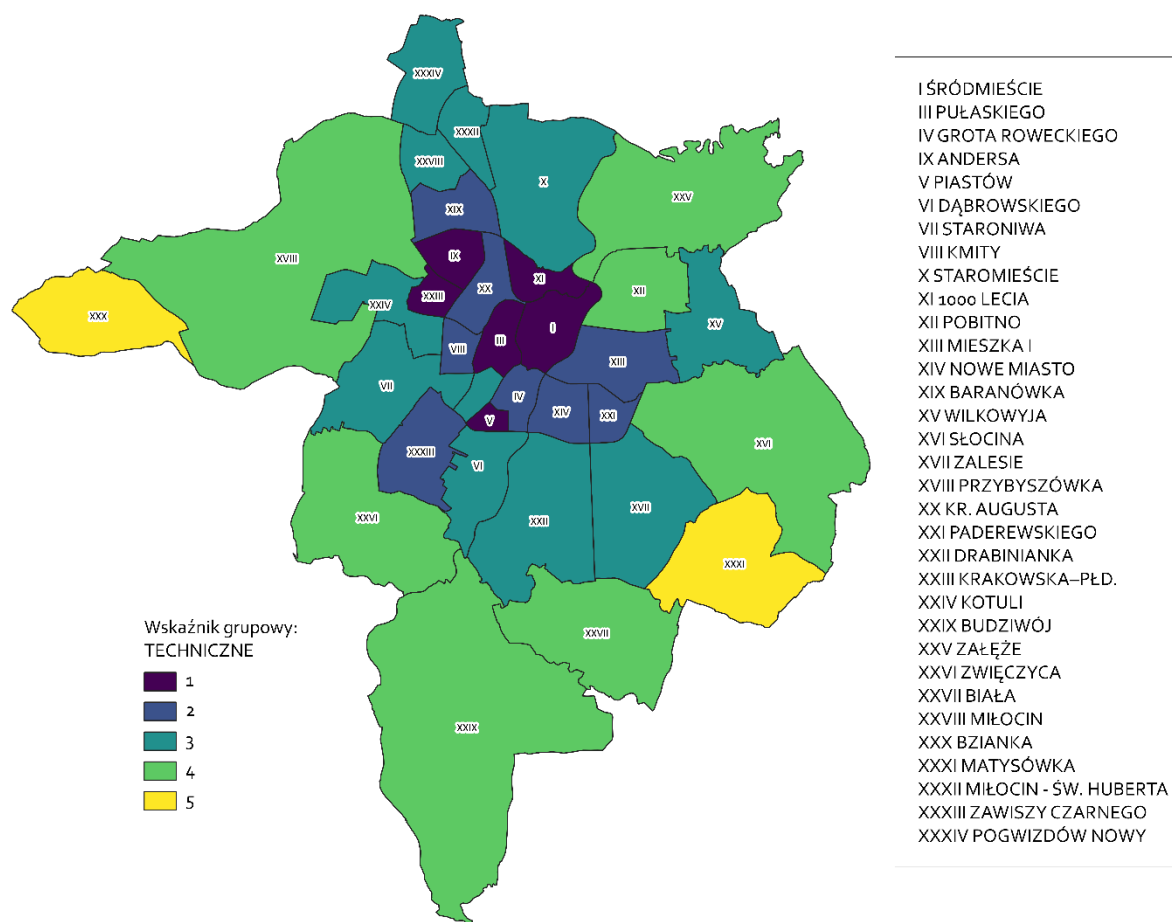 XXXIV
XXXII
XXVIII
X
XXV
XIX
IX
XVIII
XI
XX
XII
XXIII
XXIV
XXX
I
XV
III
VIII
XIII
VII
IV
XIV
XXI
V
XVI
XXXIII
VI
XXII
XVII
XXVI
XXXI
XXVII
XXIX
Wskaźnik grupowy:
TECHNICZNE
1
2
3
4
5
I ŚRÓDMIEŚCIE
III PUŁASKIEGO
IV GROTA ROWECKIEGO
IX ANDERSA
V PIASTÓW
VI DĄBROWSKIEGO
VII STARONIWA
VIII KMITY
X STAROMIEŚCIE
XI 1000 LECIA
XII POBITNO
XIII MIESZKA I
XIV NOWE MIASTO
XIX BARANÓWKA
XV WILKOWYJA
XVI SŁOCINA
XVII ZALESIE
XVIII PRZYBYSZÓWKA
XX KR. AUGUSTA
XXI PADEREWSKIEGO
XXII DRABINIANKA
XXIII KRAKOWSKA–PŁD.
XXIV KOTULI
XXIX BUDZIWÓJ
XXV ZAŁĘŻE
XXVI ZWIĘCZYCA
XXVII BIAŁA
XXVIII MIŁOCIN
XXX BZIANKA
XXXI MATYSÓWKA
XXXII MIŁOCIN - ŚW. HUBERTA
XXXIII ZAWISZY CZARNEGO
XXXIV POGWIZDÓW NOWY